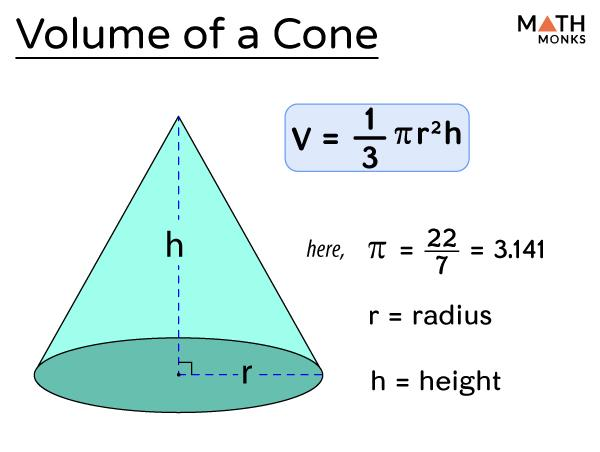 Volume of a Cone
MATH
MONKS
V = 1/3 πr²h
h
here, π = 22/7 = 3.141
r = radius
r
h = height